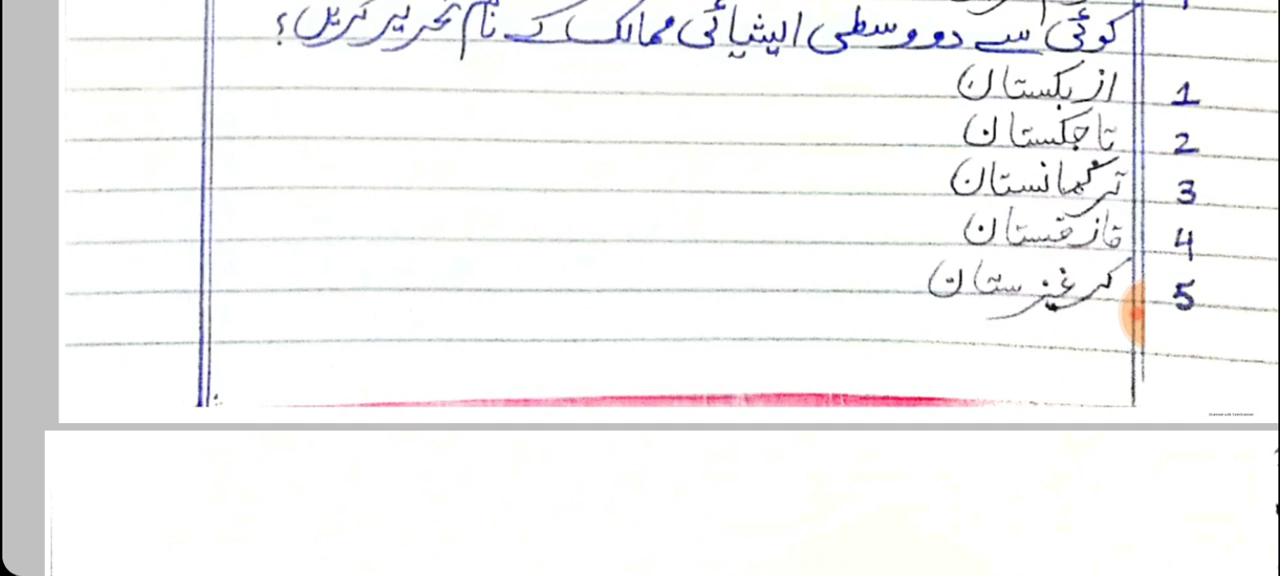 کوئی سے دو وسطی ایشیائی ممالک کے نام تحریر کریں؟
1 ازبکستان
2 تاجکستان
3 ترکمانستان
4 قازقستان
5 کرغیزستان